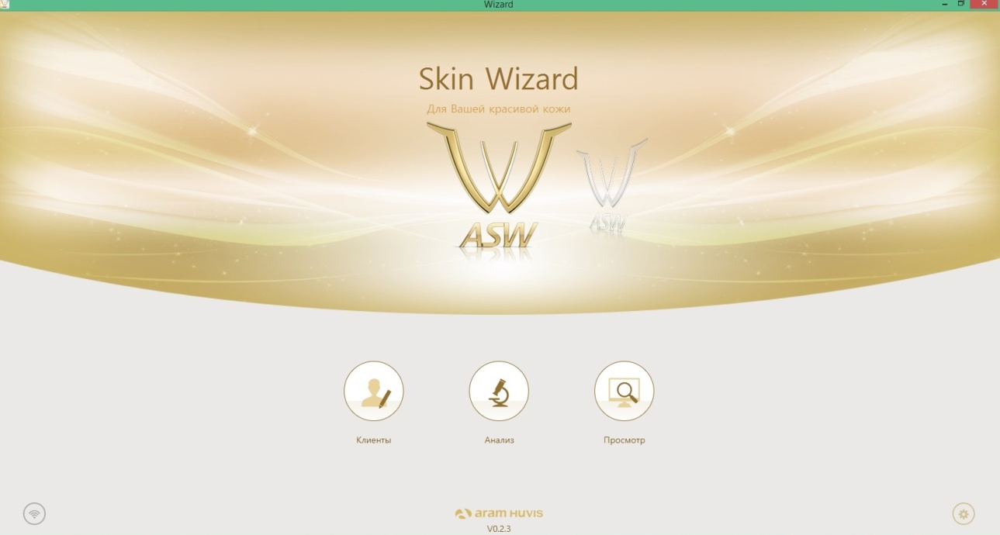 Wizard
Skin Wizard
Для Вашей красивой кожи
ASW
ASW
Клиенты
Анализ
Просмотр
aram HUVIS
V0.2.3